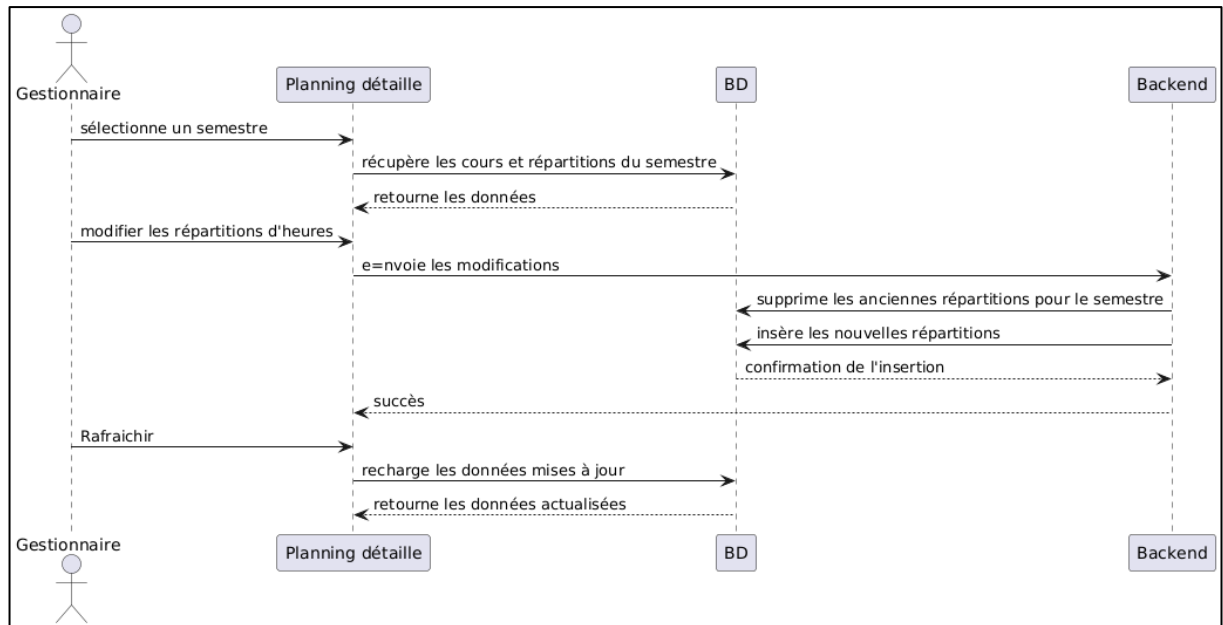 Gestionnaire
Planning détaille
BD
Backend
sélectionne un semestre
récupère les cours et répartitions du semestre
retourne les données
modifier les répartitions d'heures
e=nvoie les modifications
supprime les anciennes répartitions pour le semestre
insère les nouvelles répartitions
confirmation de l'insertion
succès
Rafraichir
recharge les données mises à jour
retourne les données actualisées
Gestionnaire
Planning détaille
BD
Backend